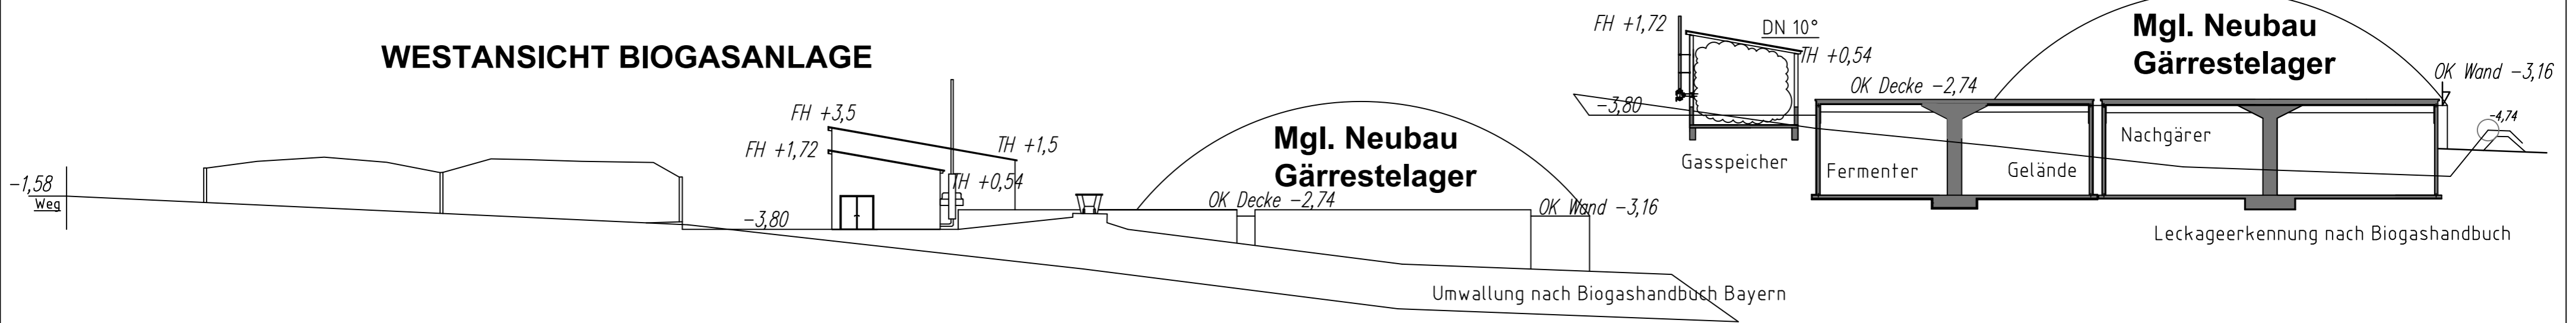 WESTANSICHT BIOGASANLAGE
-1,58
Weg
FH +3,5
FH +1,72
TH +1,5
TH +0,54
-3,80
Mgl. Neubau
Gärrestelager
OK Decke -2,74
OK Wand -3,16
Umwallung nach Biogashandbuch Bayern
FH +1,72
DN 10°
TH +0,54
-3,80
Gasspeicher
OK Decke -2,74
Mgl. Neubau
Gärrestelager
OK Wand -3,16
-4,74
Fermenter
Gelände
Nachgärer
Leckageerkennung nach Biogashandbuch